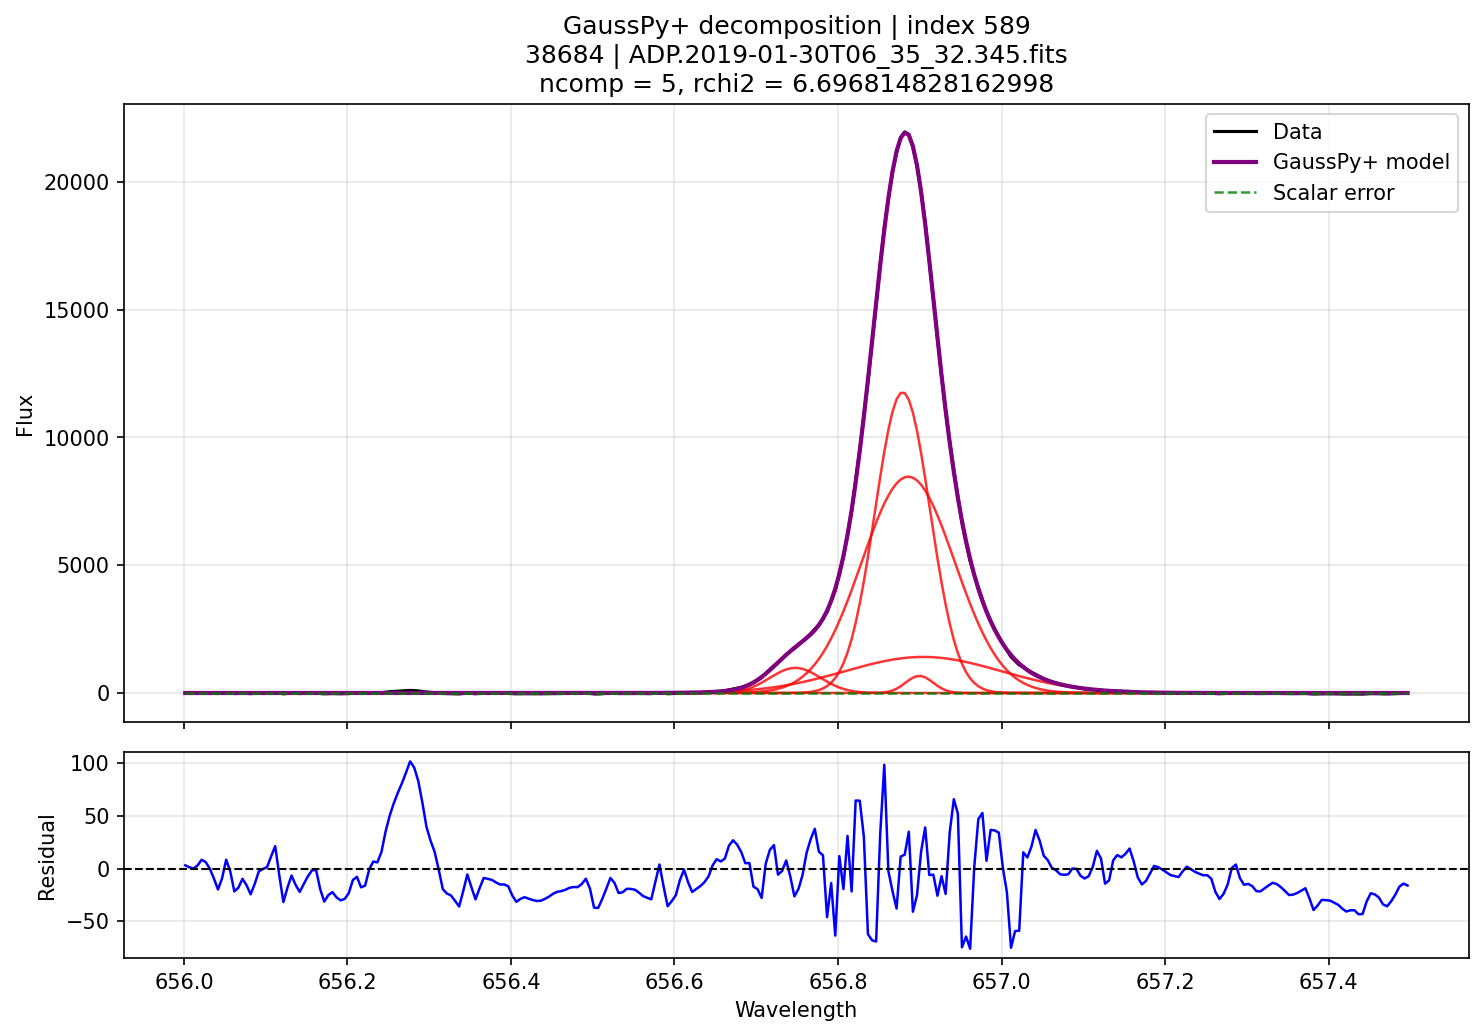 GaussPy+ decomposition | index 589
38684 | ADP.2019-01-30T06_35_32.345.fits
ncomp = 5, rchi2 = 6.696814828162998
Data
GaussPy+ model
Scalar error
Flux
20000
15000
10000
5000
0
Residual
100
50
0
−50
656.0 656.2 656.4 656.6 656.8 657.0 657.2 657.4
Wavelength